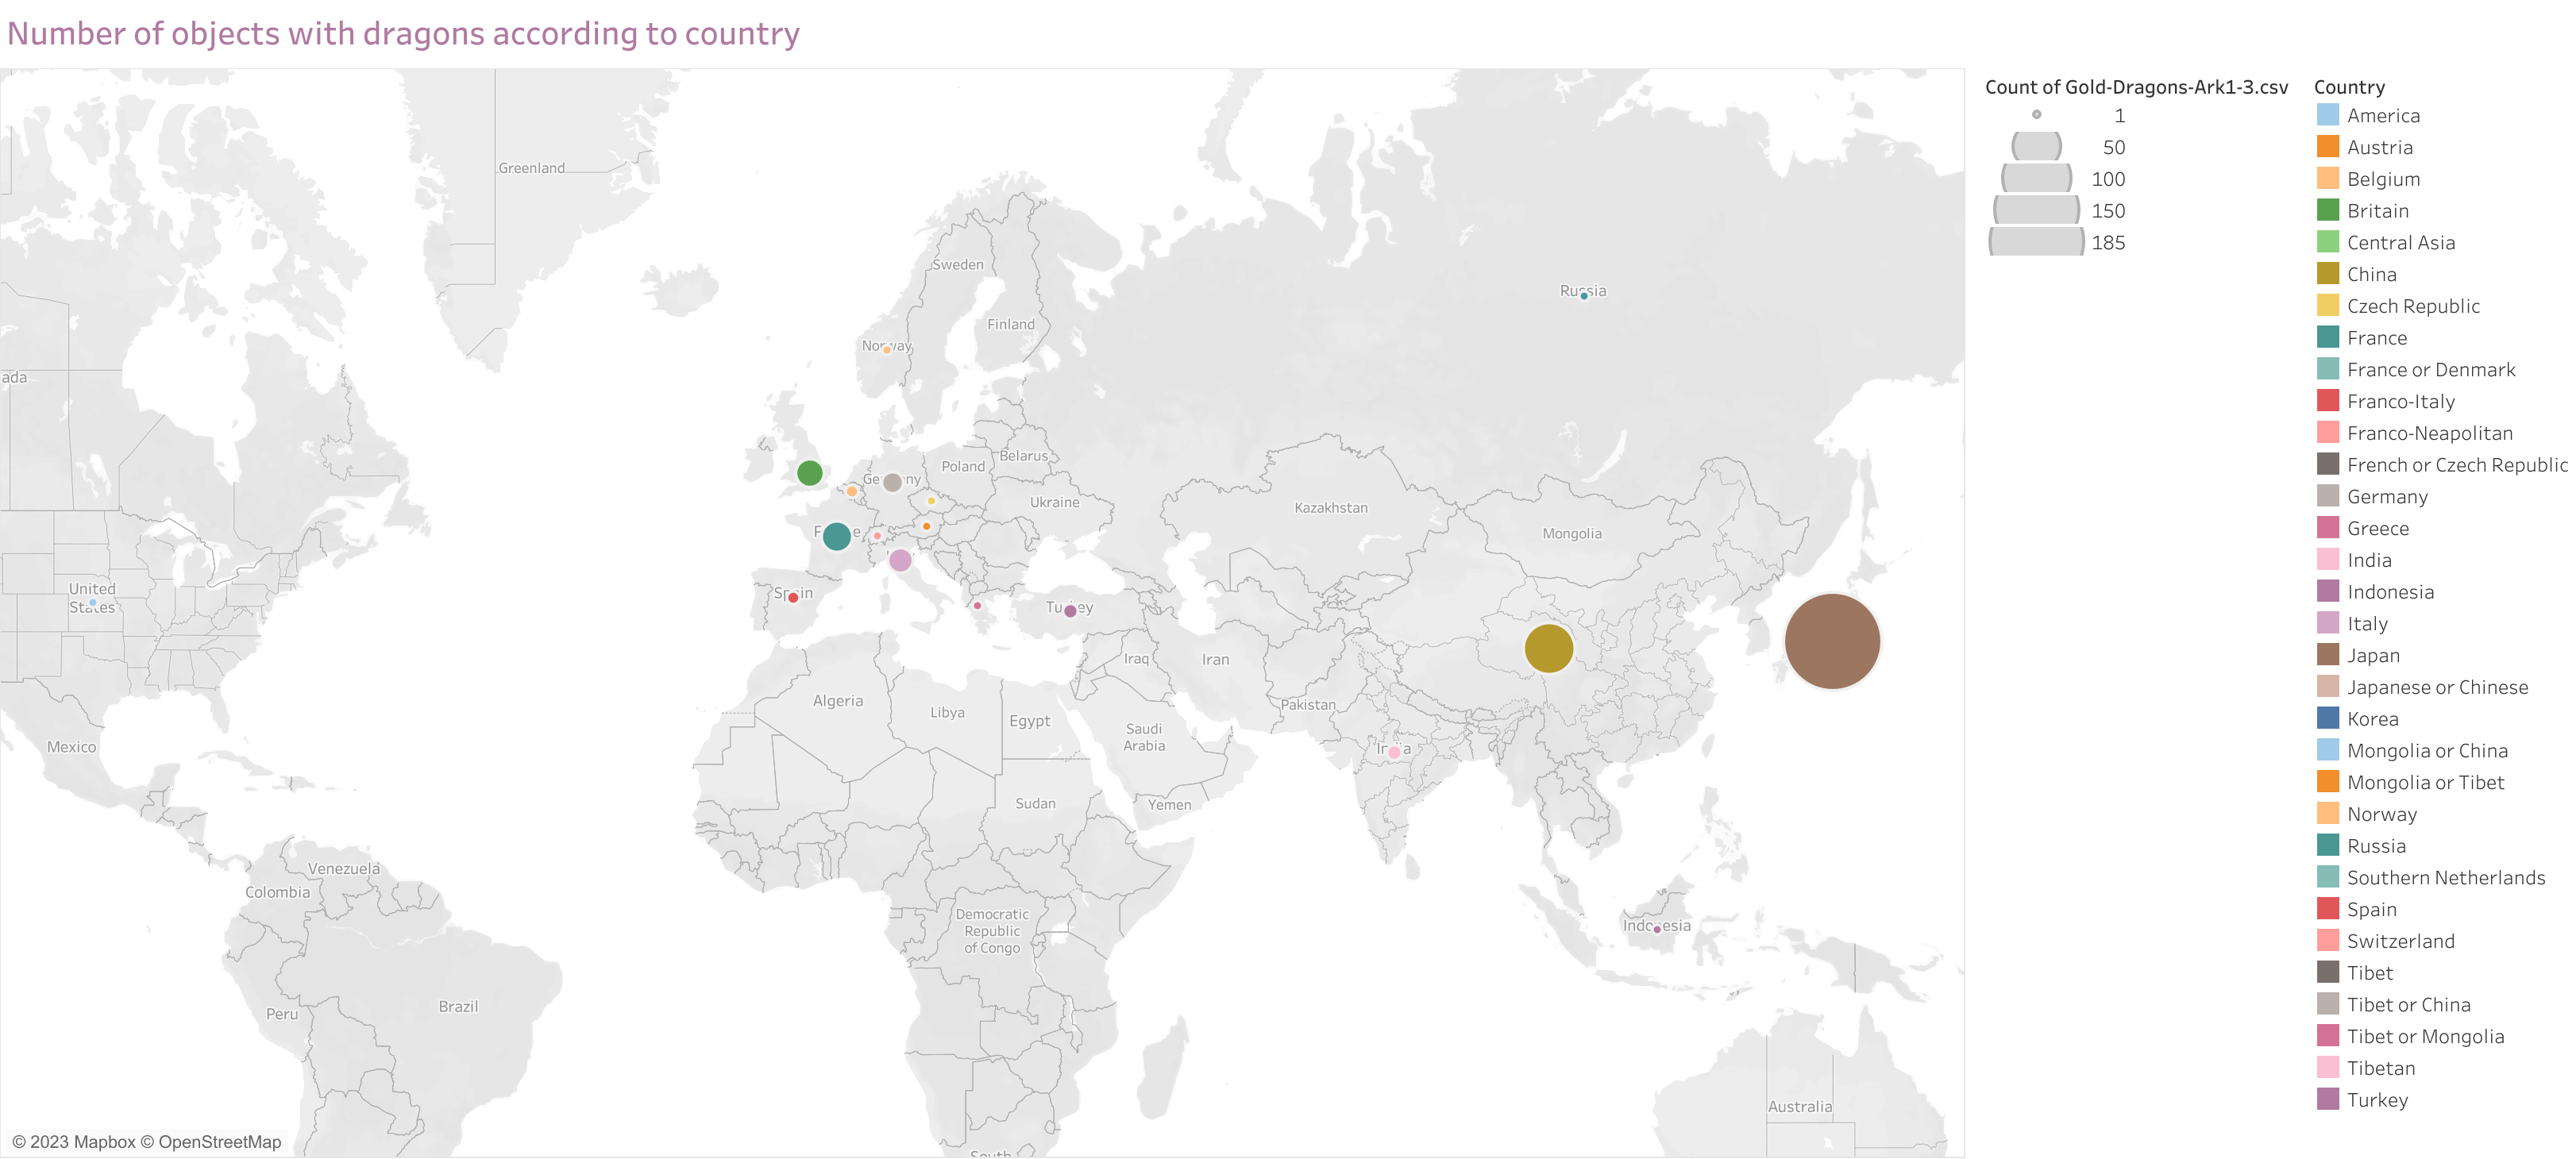 Number of objects with dragons according to country
Greenland
Sweden
Finland
Norway
Russia
ada
Poland
Belarus
Germany
Ukraine
Kazakhstan
Mongolia
France
United
States
Spain
Turkey
Iraq
Iran
Algeria
Libya
Egypt
Pakistan
Saudi
Arabia
Mexico
India
Sudan
Yemen
Venezuela
Colombia
Democratic
Republic
of Congo
Indonesia
Peru
Brazil
Australia
South
© 2023 Mapbox © OpenStreetMap
Count of Gold-Dragons-Ark1-3.csv
1
50
100
150
185
Country
America
Austria
Belgium
Britain
Central Asia
China
Czech Republic
France
France or Denmark
Franco-Italy
Franco-Neapolitan
French or Czech Republic
Germany
Greece
India
Indonesia
Italy
Japan
Japanese or Chinese
Korea
Mongolia or China
Mongolia or Tibet
Norway
Russia
Southern Netherlands
Spain
Switzerland
Tibet
Tibet or China
Tibet or Mongolia
Tibetan
Turkey